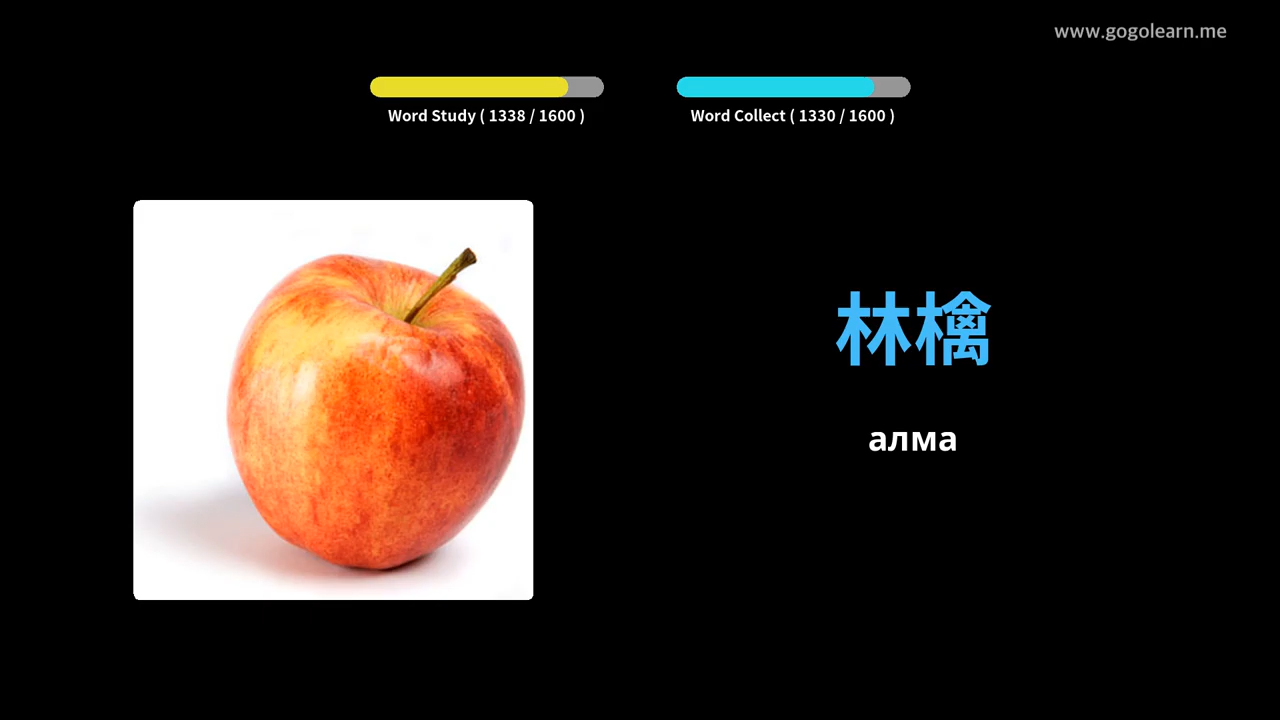 www.gogolearn.me
Word Study ( 1338 / 1600 )
Word Collect ( 1330 / 1600 )
林檎
алма